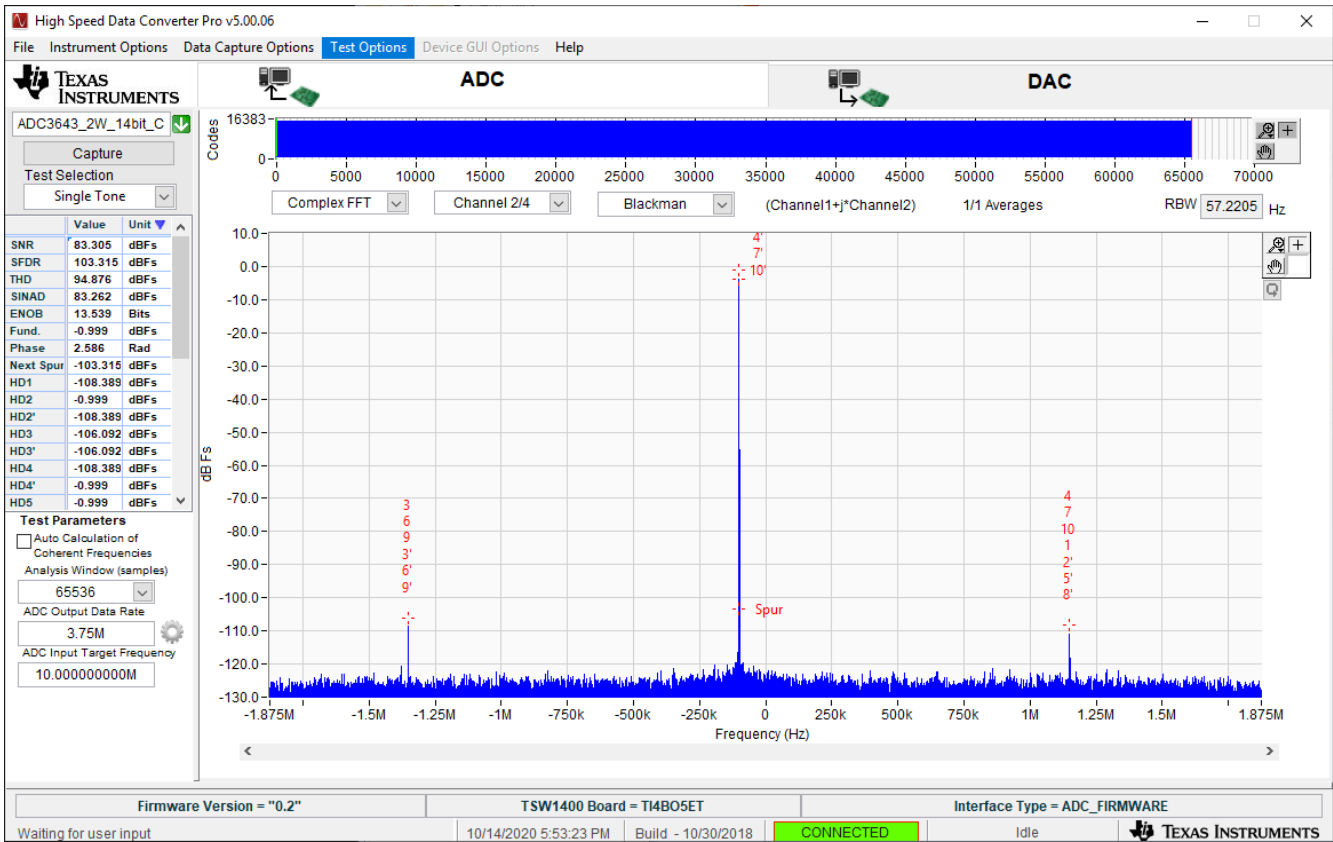 High Speed Data Converter Pro v5.00.06
File Instrument Options Data Capture Options Test Options Device GUI Options Help
TEXAS INSTRUMENTS
ADC
DAC
ADC3643_2W_14bit_C
Capture
Test Selection
Single Tone
Value Unit
SNR 83.305 dBFs
SFDR 103.315 dBFs
THD 94.876 dBFs
SINAD 83.262 dBFs
ENOB 13.539 Bits
Fund. -0.999 dBFs
Phase 2.586 Rad
Next Spur -103.315 dBFs
HD1 -108.389 dBFs
HD2 -0.999 dBFs
HD2' -108.389 dBFs
HD3 -106.092 dBFs
HD3' -106.092 dBFs
HD4 -108.389 dBFs
HD4' -0.999 dBFs
HD5 -0.999 dBFs
Test Parameters
Auto Calculation of
Coherent Frequencies
Analysis Window (samples)
65536
ADC Output Data Rate
3.75M
ADC Input Target Frequency
10.000000000M
Codes
16383
0
0 5000 10000 15000 20000 25000 30000 35000 40000 45000 50000 55000 60000 65000 70000
Complex FFT Channel 2/4 Blackman (Channel1+j*Channel2) 1/1 Averages RBW 57.2205 Hz
dB Fs
10.0
0.0
-10.0
-20.0
-30.0
-40.0
-50.0
-60.0
-70.0
-80.0
-90.0
-100.0
-110.0
-120.0
-130.0
4'
7'
10'
3
6
9
3'
6'
9'
Spur
4
7
10
1
2'
5'
8'
-1.875M -1.5M -1.25M -1M -750k -500k -250k 0 250k 500k 750k 1M 1.25M 1.5M 1.875M
Frequency (Hz)
Firmware Version = "0.2" TSW1400 Board = TI4BO5ET Interface Type = ADC_FIRMWARE
Waiting for user input 10/14/2020 5:53:23 PM Build - 10/30/2018 CONNECTED Idle TEXAS INSTRUMENTS